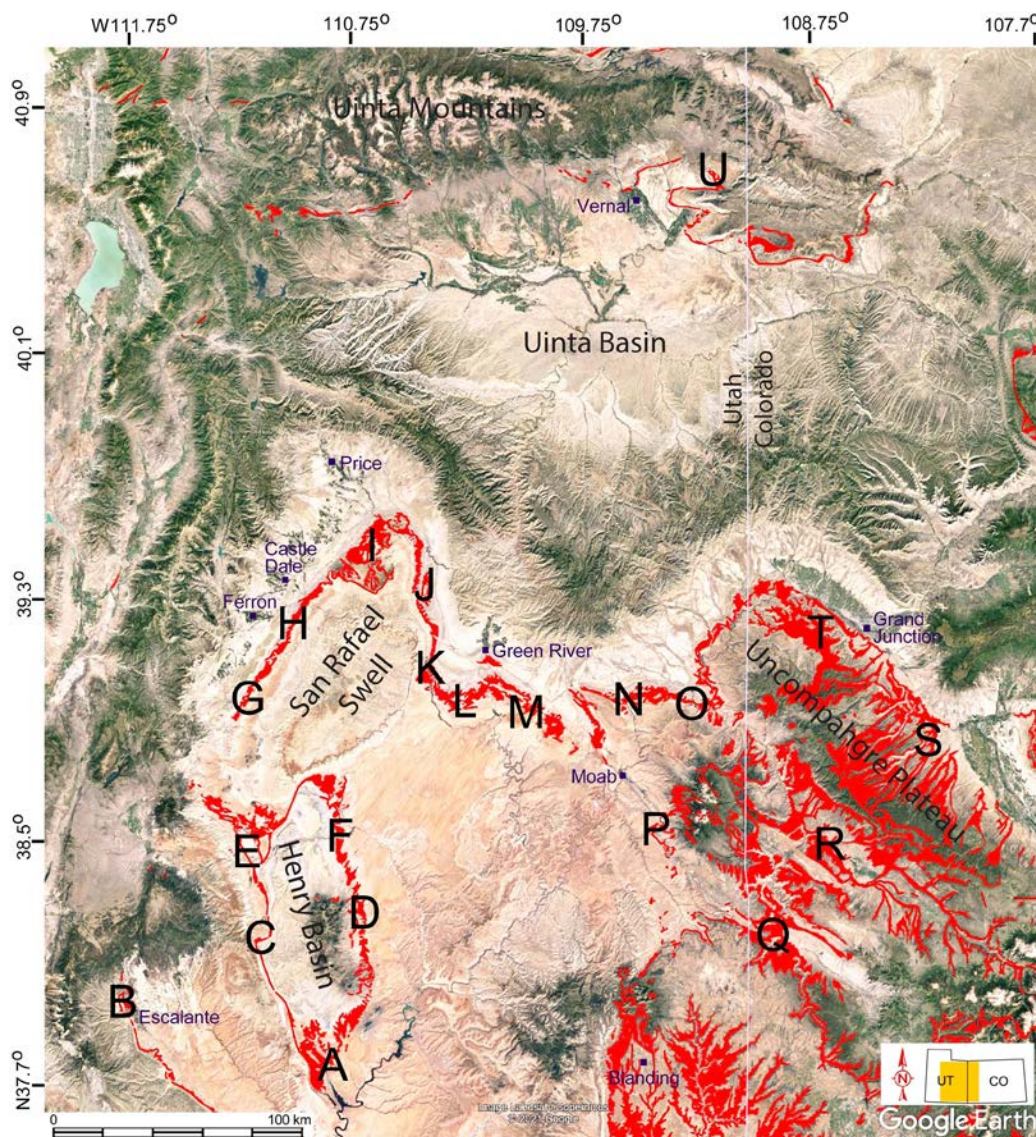 W111.75° 110.75° 109.75° 108.75° 107.7
40.9°
Uinta Mountains
U
Vernal
40.1°
Uinta Basin
Utah
Colorado
Price
Castle
Dale
I
J
39.3°
Ferron
H
San Rafael
Swell
Green River
Grand
Junction
T
Uncompahgre Plateau
G
K
L
M
N
O
S
Moab
38.5°
E
F
P
R
Henry Basin
D
C
Q
B
Escalante
A
N37.7°
Blanding
0 100 km
N
UT CO
Google Earth